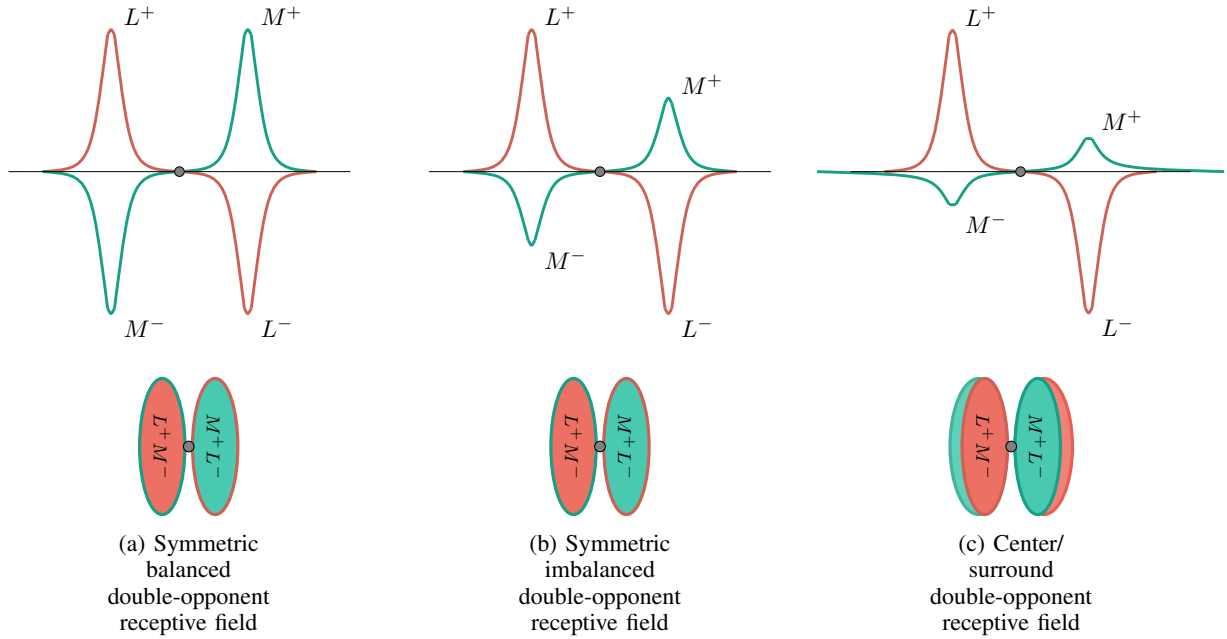 L⁺ M⁺
M⁻ L⁻
L⁺M⁻ M⁺L⁻
(a) Symmetric
balanced
double-opponent
receptive field
L⁺
M⁺
M⁻
L⁻
L⁺M⁻ M⁺L⁻
(b) Symmetric
imbalanced
double-opponent
receptive field
L⁺
M⁺
M⁻
L⁻
L⁺M⁻ M⁺L⁻
(c) Center/
surround
double-opponent
receptive field